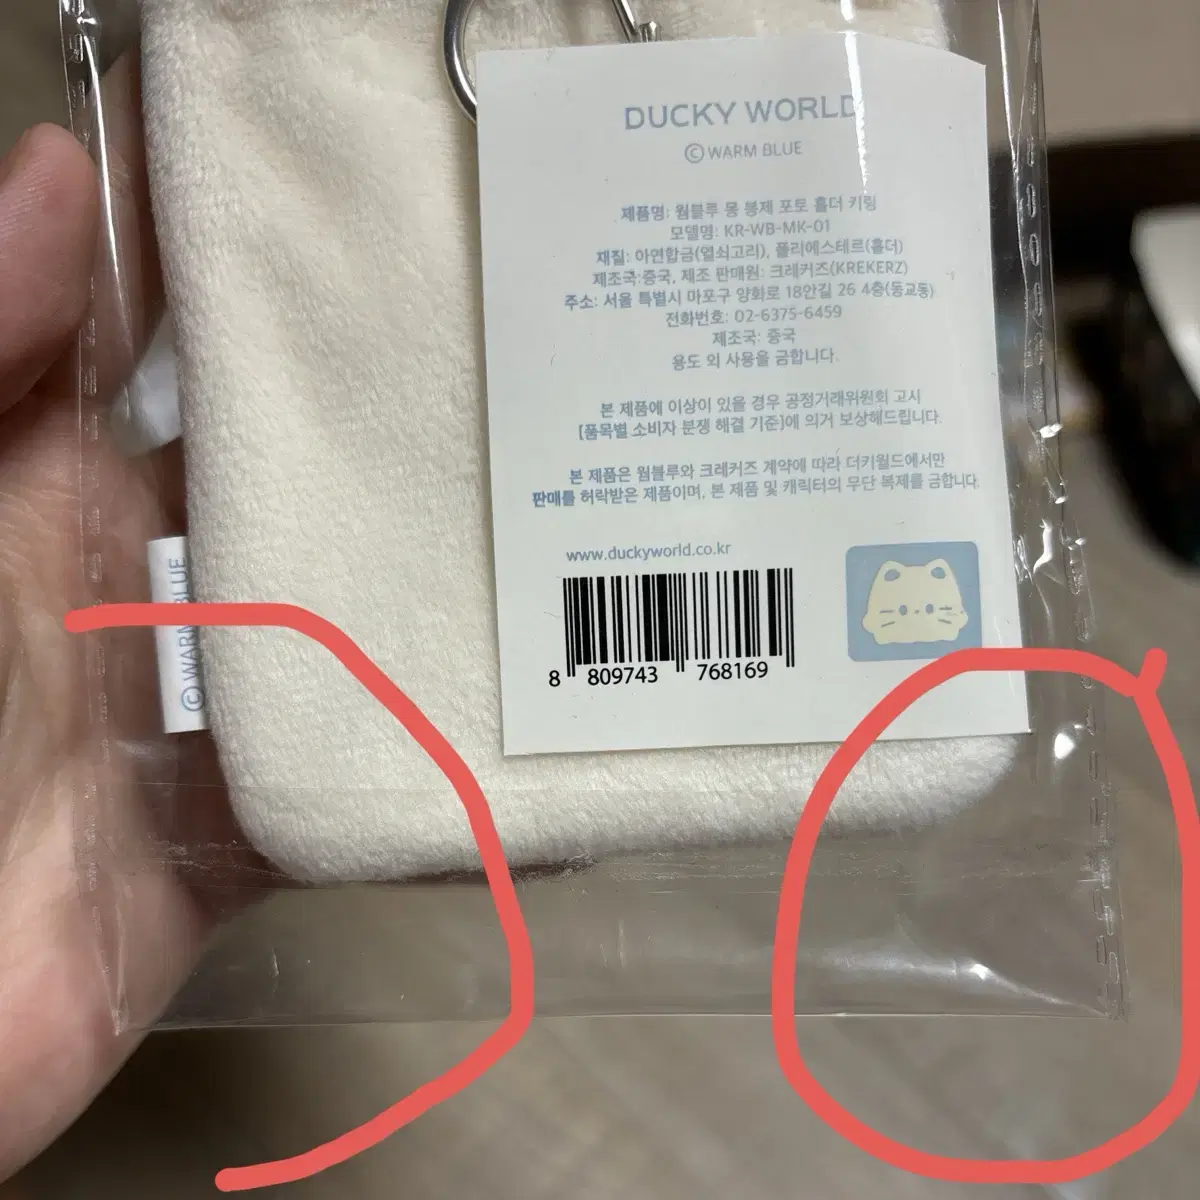 DUCKY WORLD
© WARM BLUE
제품명: 웜블루 몽 봉제 포토 홀더 키링
모델명: KR-WB-MK-01
재질: 아연합금(열쇠고리), 폴리에스테르(홀더)
제조국:중국, 제조 판매원: 크레커즈(KREKERZ)
주소: 서울 특별시 마포구 양화로 18안길 26 4층(동교동)
전화번호: 02-6375-6459
제조국: 중국
용도 외 사용을 금합니다.
본 제품에 이상이 있을 경우 공정거래위원회 고시
[품목별 소비자 분쟁 해결 기준]에 의거 보상해드립니다.
본 제품은 웜블루와 크레커즈 계약에 따라 더키월드에서만
판매를 허락받은 제품이며, 본 제품 및 캐릭터의 무단 복제를 금합니다.
www.duckyworld.co.kr
8 809743 768169
© WARM BLUE